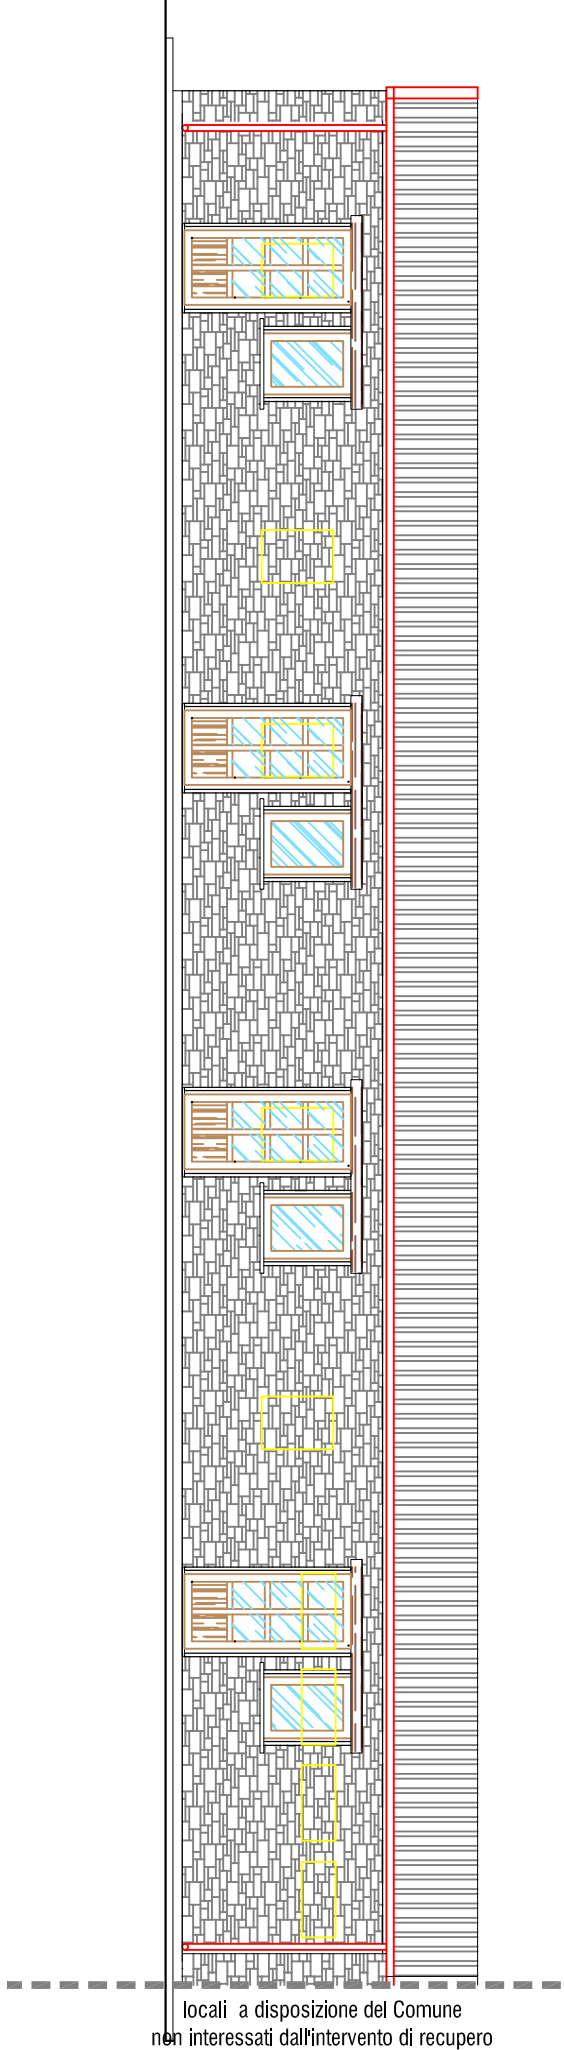 locali a disposizione del Comune
non interessati dall'intervento di recupero